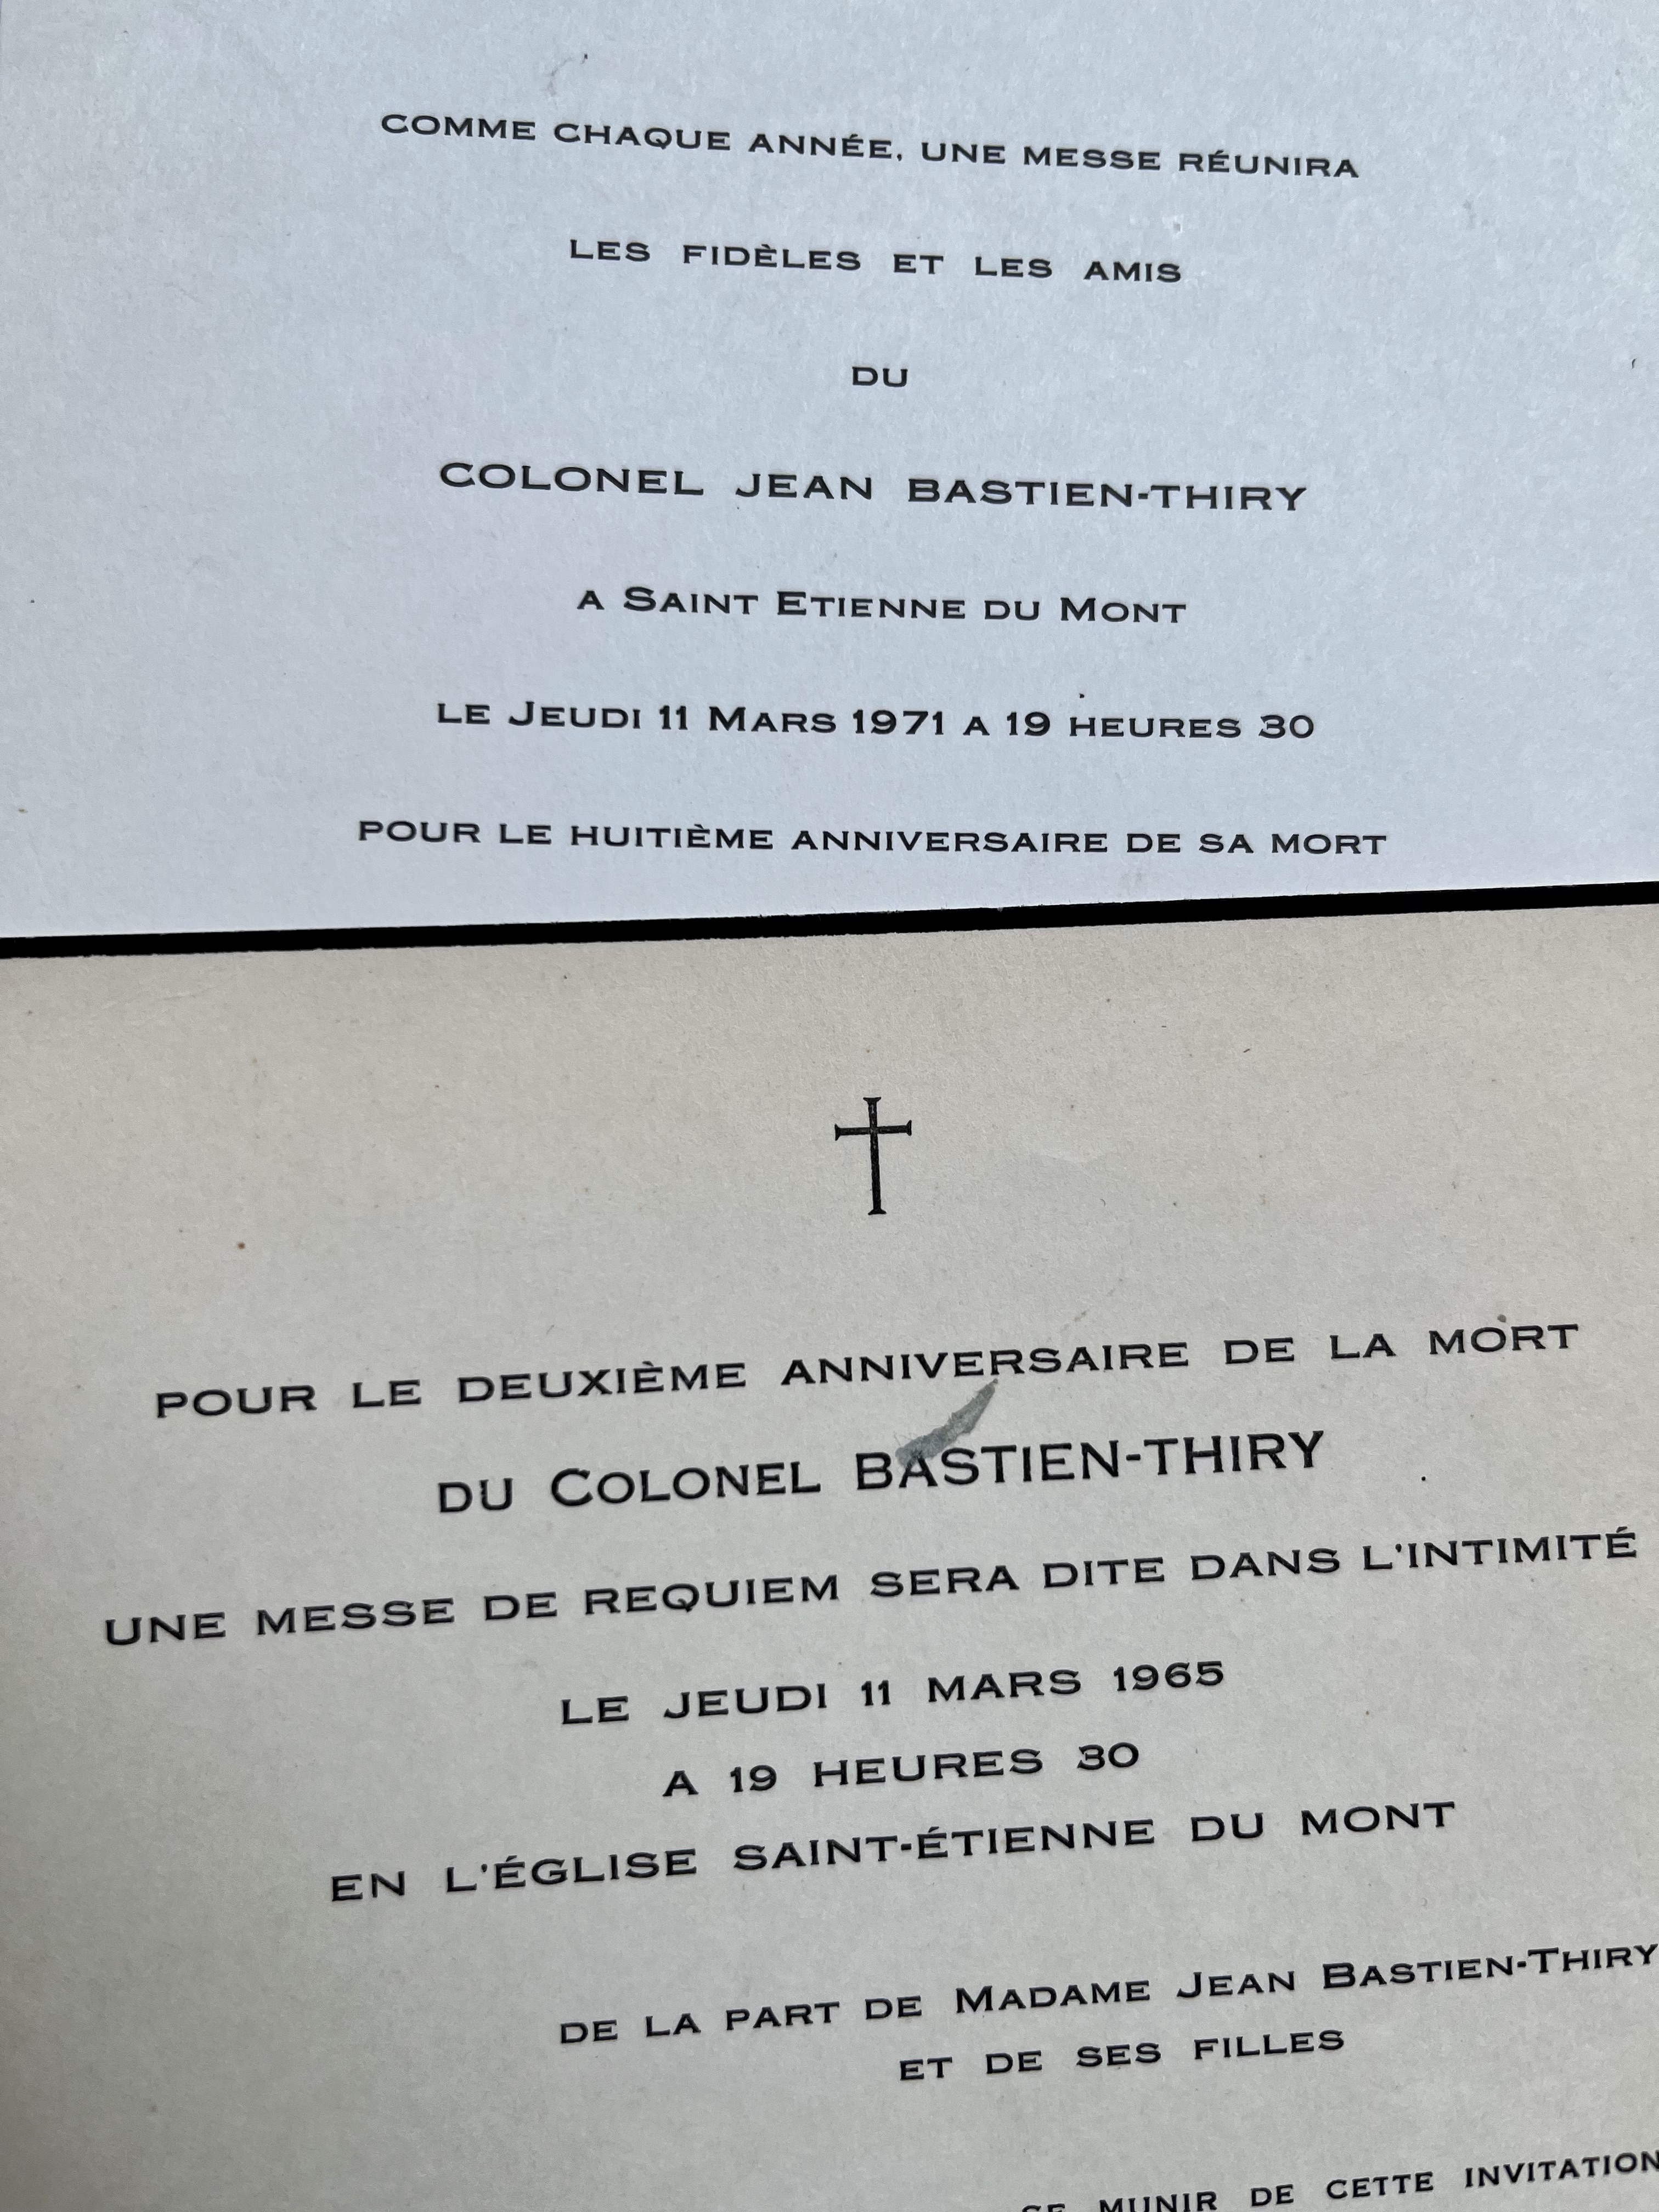 COMME CHAQUE ANNÉE, UNE MESSE RÉUNIRA
LES FIDÈLES ET LES AMIS
DU
COLONEL JEAN BASTIEN-THIRY
A SAINT ETIENNE DU MONT
LE JEUDI 11 MARS 1971 A 19 HEURES 30
POUR LE HUITIÈME ANNIVERSAIRE DE SA MORT
POUR LE DEUXIÈME ANNIVERSAIRE DE LA MORT
DU COLONEL BASTIEN-THIRY
UNE MESSE DE REQUIEM SERA DITE DANS L'INTIMITÉ
LE JEUDI 11 MARS 1965
A 19 HEURES 30
EN L'ÉGLISE SAINT-ÉTIENNE DU MONT
DE LA PART DE MADAME JEAN BASTIEN-THIRY
ET DE SES FILLES
SE MUNIR DE CETTE INVITATION